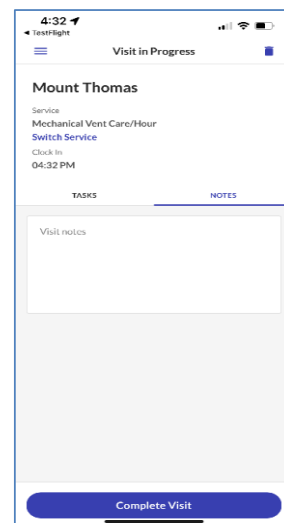 4:32
TestFlight
Visit in Progress
Mount Thomas
Service
Mechanical Vent Care/Hour
Switch Service
Clock In
04:32 PM
TASKS NOTES
Visit notes
Complete Visit